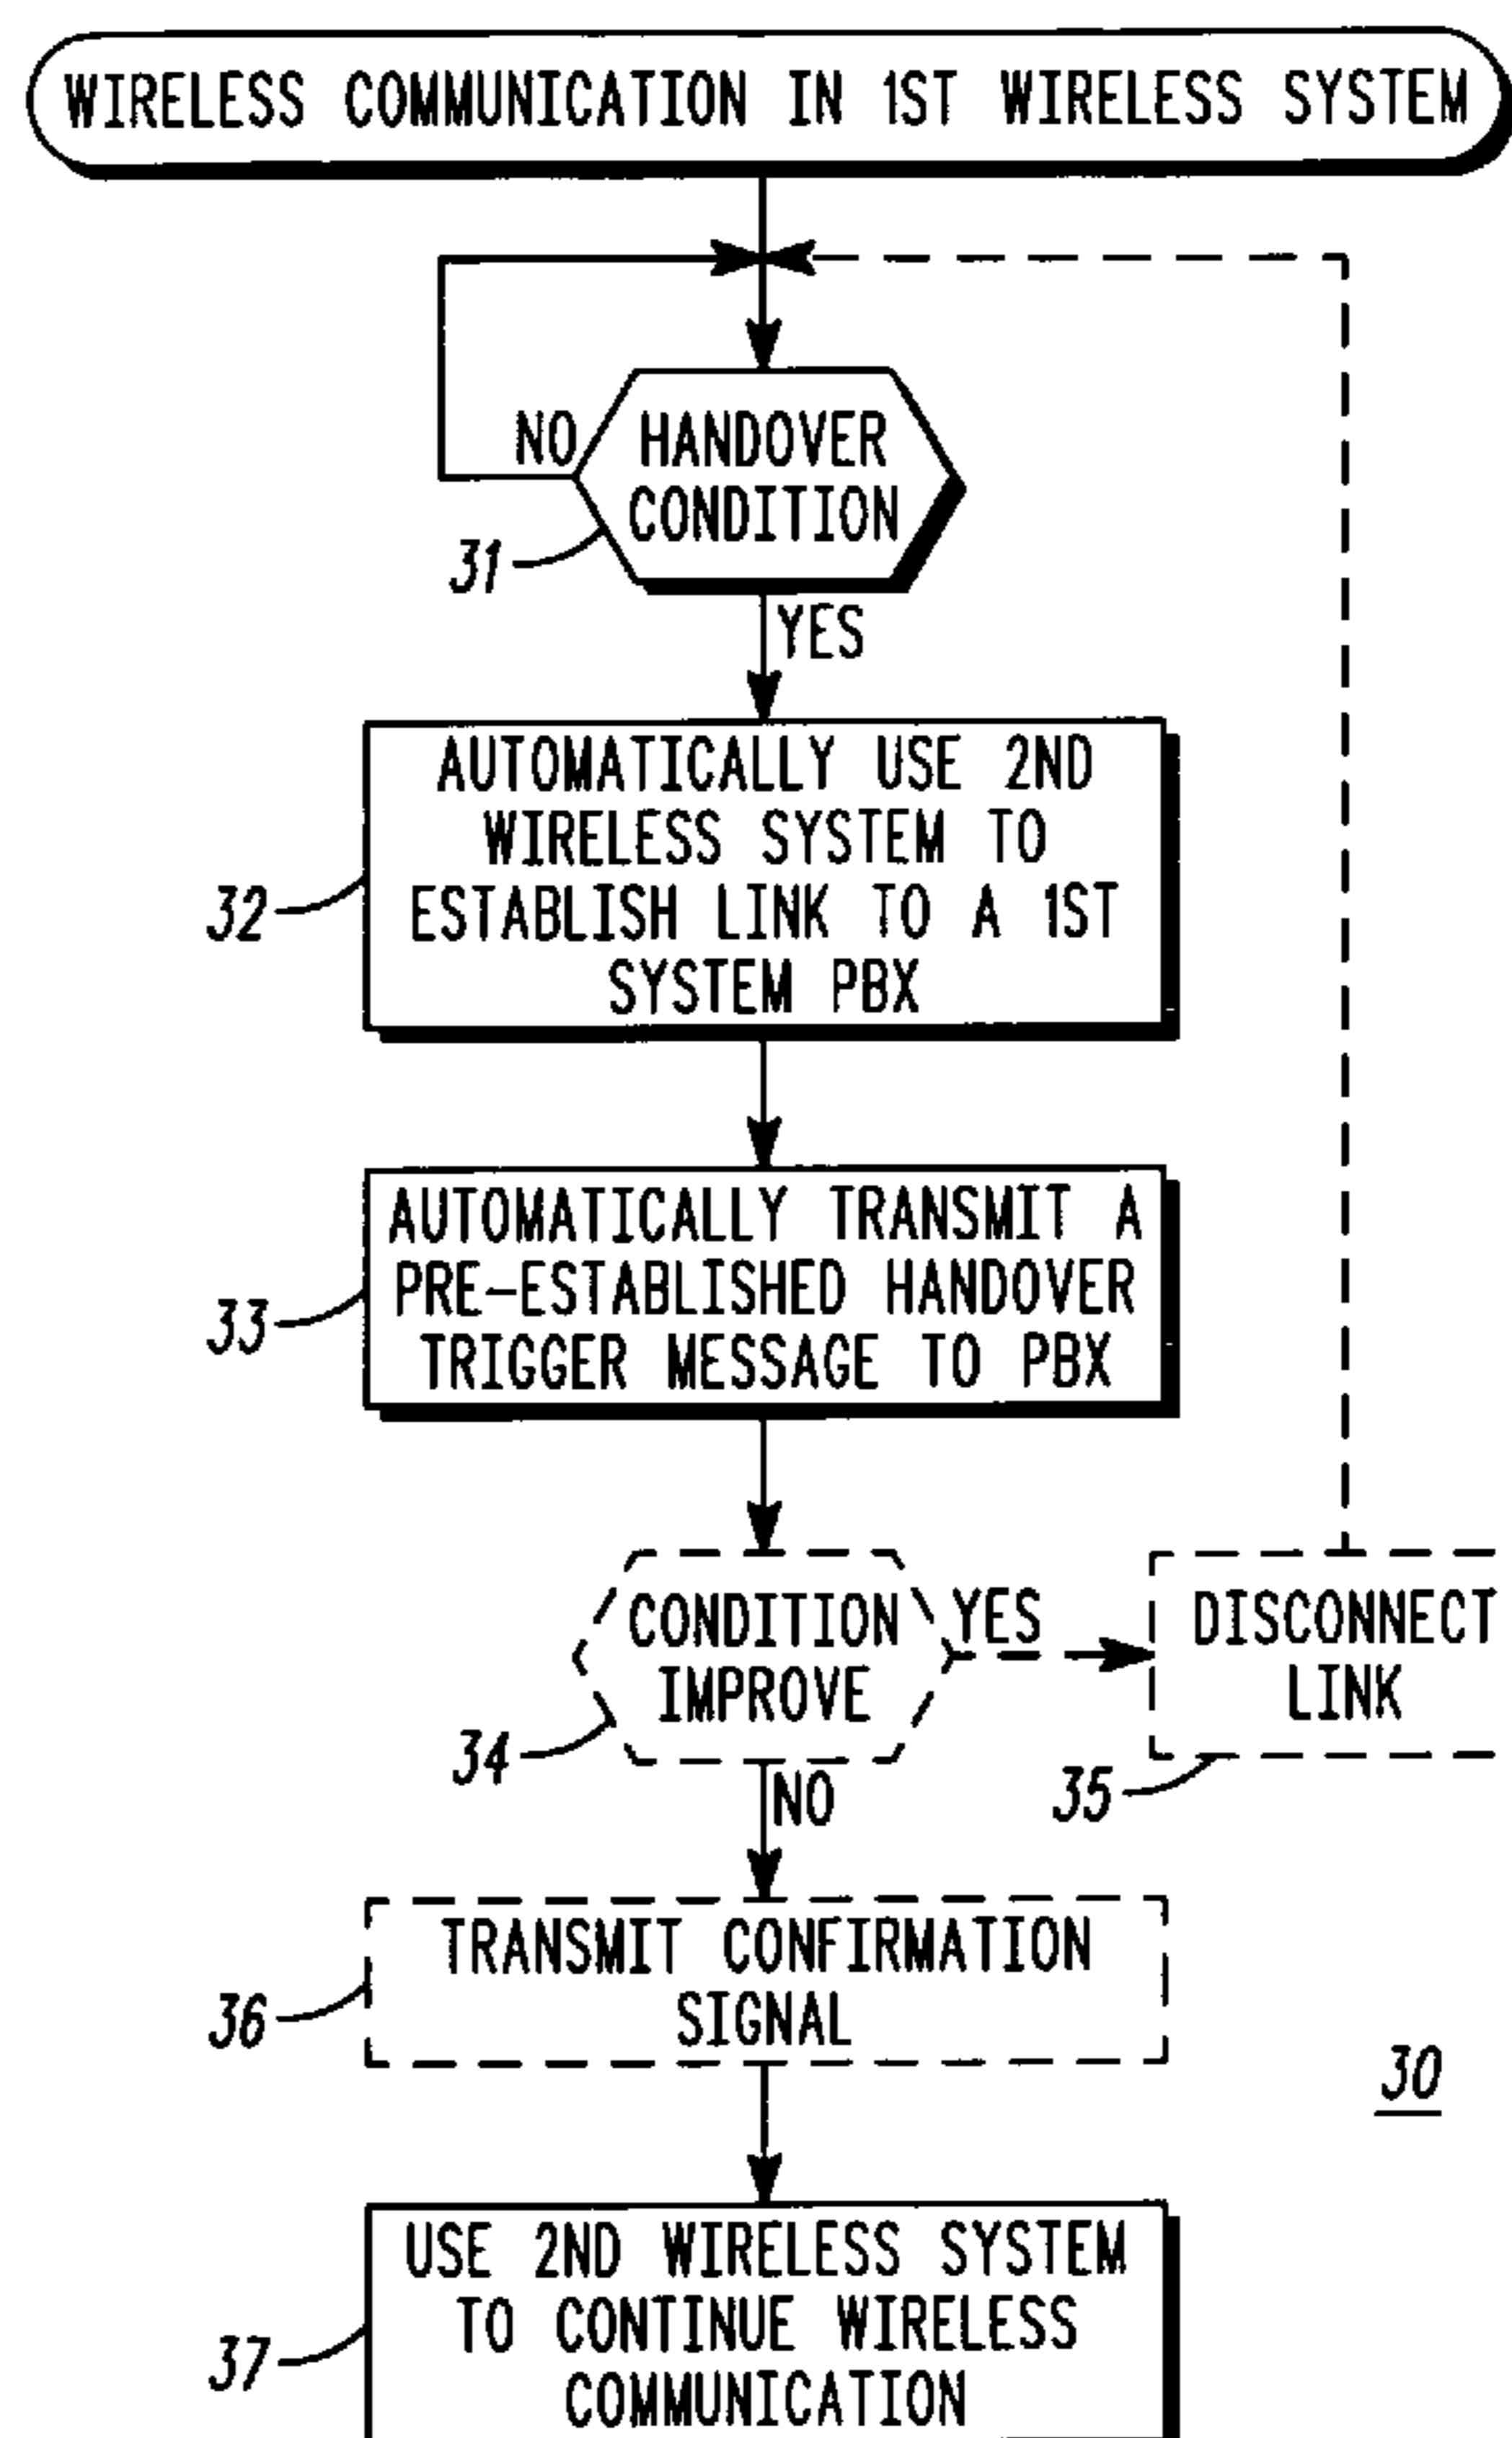 WIRELESS COMMUNICATION IN 1ST WIRELESS SYSTEM
NO
HANDOVER
CONDITION
31
YES
AUTOMATICALLY USE 2ND
WIRELESS SYSTEM TO
ESTABLISH LINK TO A 1ST
SYSTEM PBX
32
AUTOMATICALLY TRANSMIT A
PRE-ESTABLISHED HANDOVER
TRIGGER MESSAGE TO PBX
33
CONDITION
IMPROVE
YES
DISCONNECT
LINK
34
35
NO
TRANSMIT CONFIRMATION
SIGNAL
36
30
USE 2ND WIRELESS SYSTEM
TO CONTINUE WIRELESS
COMMUNICATION
37